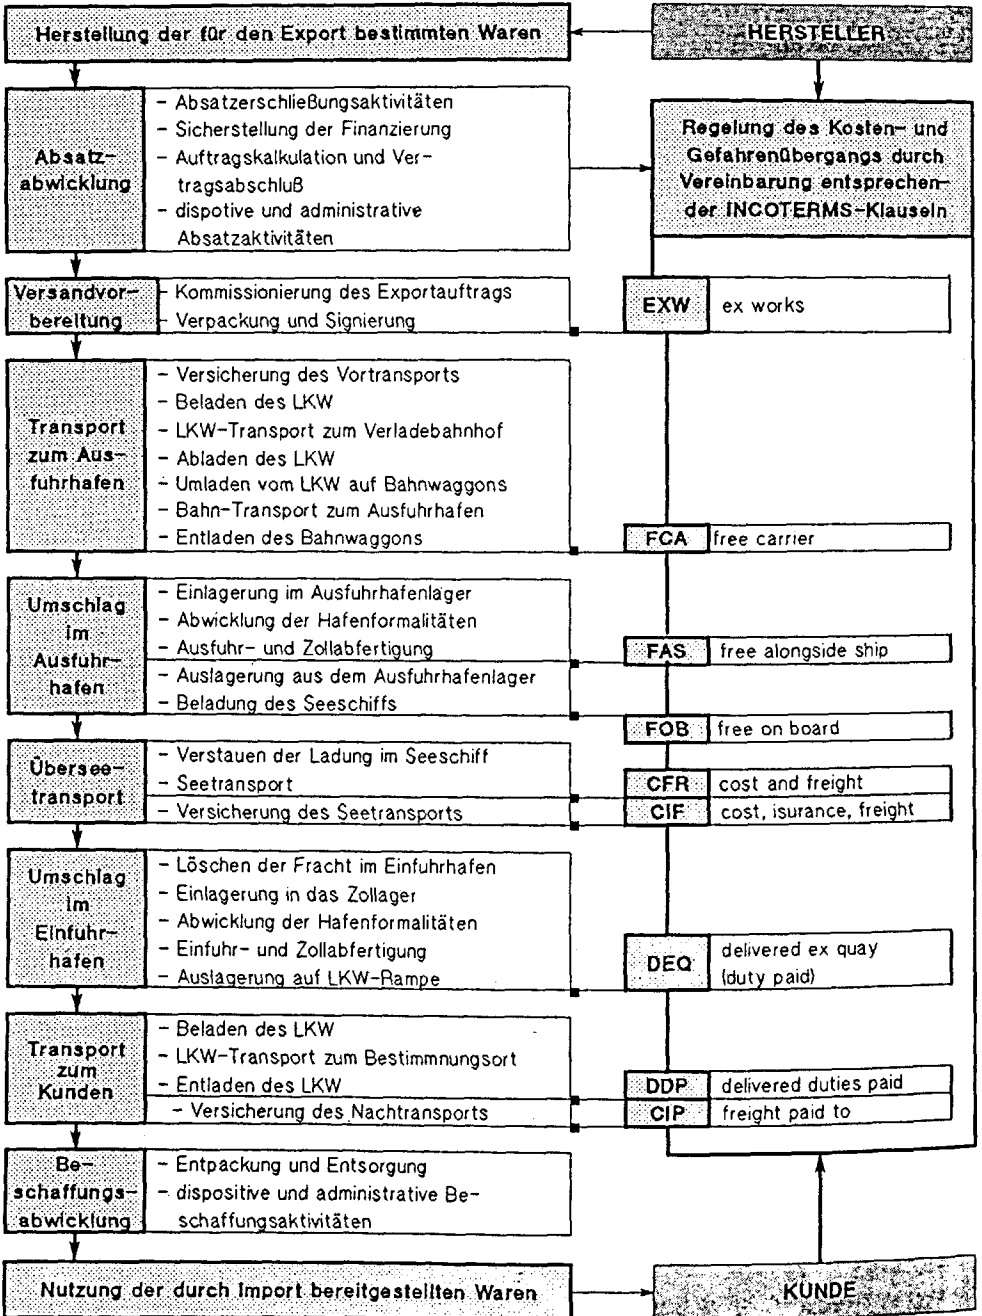 Herstellung der für den Export bestimmten Waren
HERSTELLER
Absatz-
abwicklung
- Absatzerschließungsaktivitäten
- Sicherstellung der Finanzierung
- Auftragskalkulation und Ver-
tragsabschluß
- dispotive und administrative
Absatzaktivitäten
Regelung des Kosten- und
Gefahrenübergangs durch
Vereinbarung entsprechen-
der INCOTERMS-Klauseln
Versandvor-
bereitung
- Kommissionierung des Exportauftrags
- Verpackung und Signierung
EXW
ex works
Transport
zum Aus-
fuhrhafen
- Versicherung des Vortransports
- Beladen des LKW
- LKW-Transport zum Verladebahnhof
- Abladen des LKW
- Umladen vom LKW auf Bahnwaggons
- Bahn-Transport zum Ausfuhrhafen
- Entladen des Bahnwaggons
FCA
free carrier
Umschlag
im
Ausfuhr-
hafen
- Einlagerung im Ausfuhrhafenlager
- Abwicklung der Hafenformalitäten
- Ausfuhr- und Zollabfertigung
- Auslagerung aus dem Ausfuhrhafenlager
- Beladung des Seeschiffs
FAS
free alongside ship
FOB
free on board
Übersee-
transport
- Verstauen der Ladung im Seeschiff
- Seetransport
- Versicherung des Seetransports
CFR
cost and freight
CIF
cost, isurance, freight
Umschlag
im
Einfuhr-
hafen
- Löschen der Fracht im Einfuhrhafen
- Einlagerung in das Zollager
- Abwicklung der Hafenformalitäten
- Einfuhr- und Zollabfertigung
- Auslagerung auf LKW-Rampe
DEQ
delivered ex quay
(duty paid)
Transport
zum
Kunden
- Beladen des LKW
- LKW-Transport zum Bestimmnungsort
- Entladen des LKW
- Versicherung des Nachtransports
DDP
delivered duties paid
CIP
freight paid to
Be-
schaffungs-
abwicklung
- Entpackung und Entsorgung
- dispositive und administrative Be-
schaffungsaktivitäten
Nutzung der durch Import bereitgestellten Waren
KUNDE